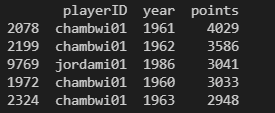 playerID year points
2078 chambwi01 1961 4029
2199 chambwi01 1962 3586
9769 jordami01 1986 3041
1972 chambwi01 1960 3033
2324 chambwi01 1963 2948